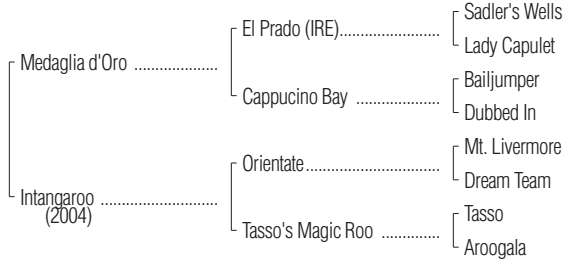 Sadler's Wells
El Prado (IRE)....................
Lady Capulet
Medaglia d'Oro ....................
Bailjumper
Cappucino Bay ....................
Dubbed In
Mt. Livermore
Orientate...........................
Dream Team
Intangaroo ............................
(2004)
Tasso
Tasso's Magic Roo ..............
Aroogala